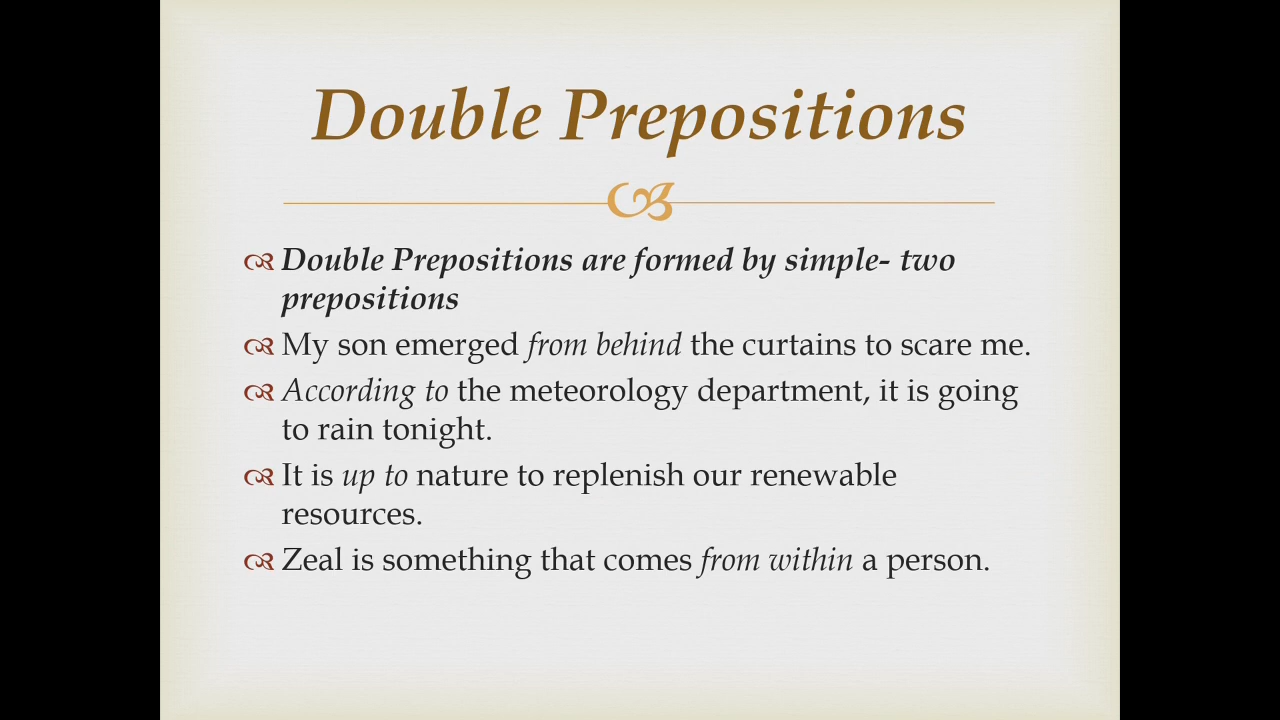 Double Prepositions
Double Prepositions are formed by simple- two
prepositions
My son emerged from behind the curtains to scare me.
According to the meteorology department, it is going
to rain tonight.
It is up to nature to replenish our renewable
resources.
Zeal is something that comes from within a person.